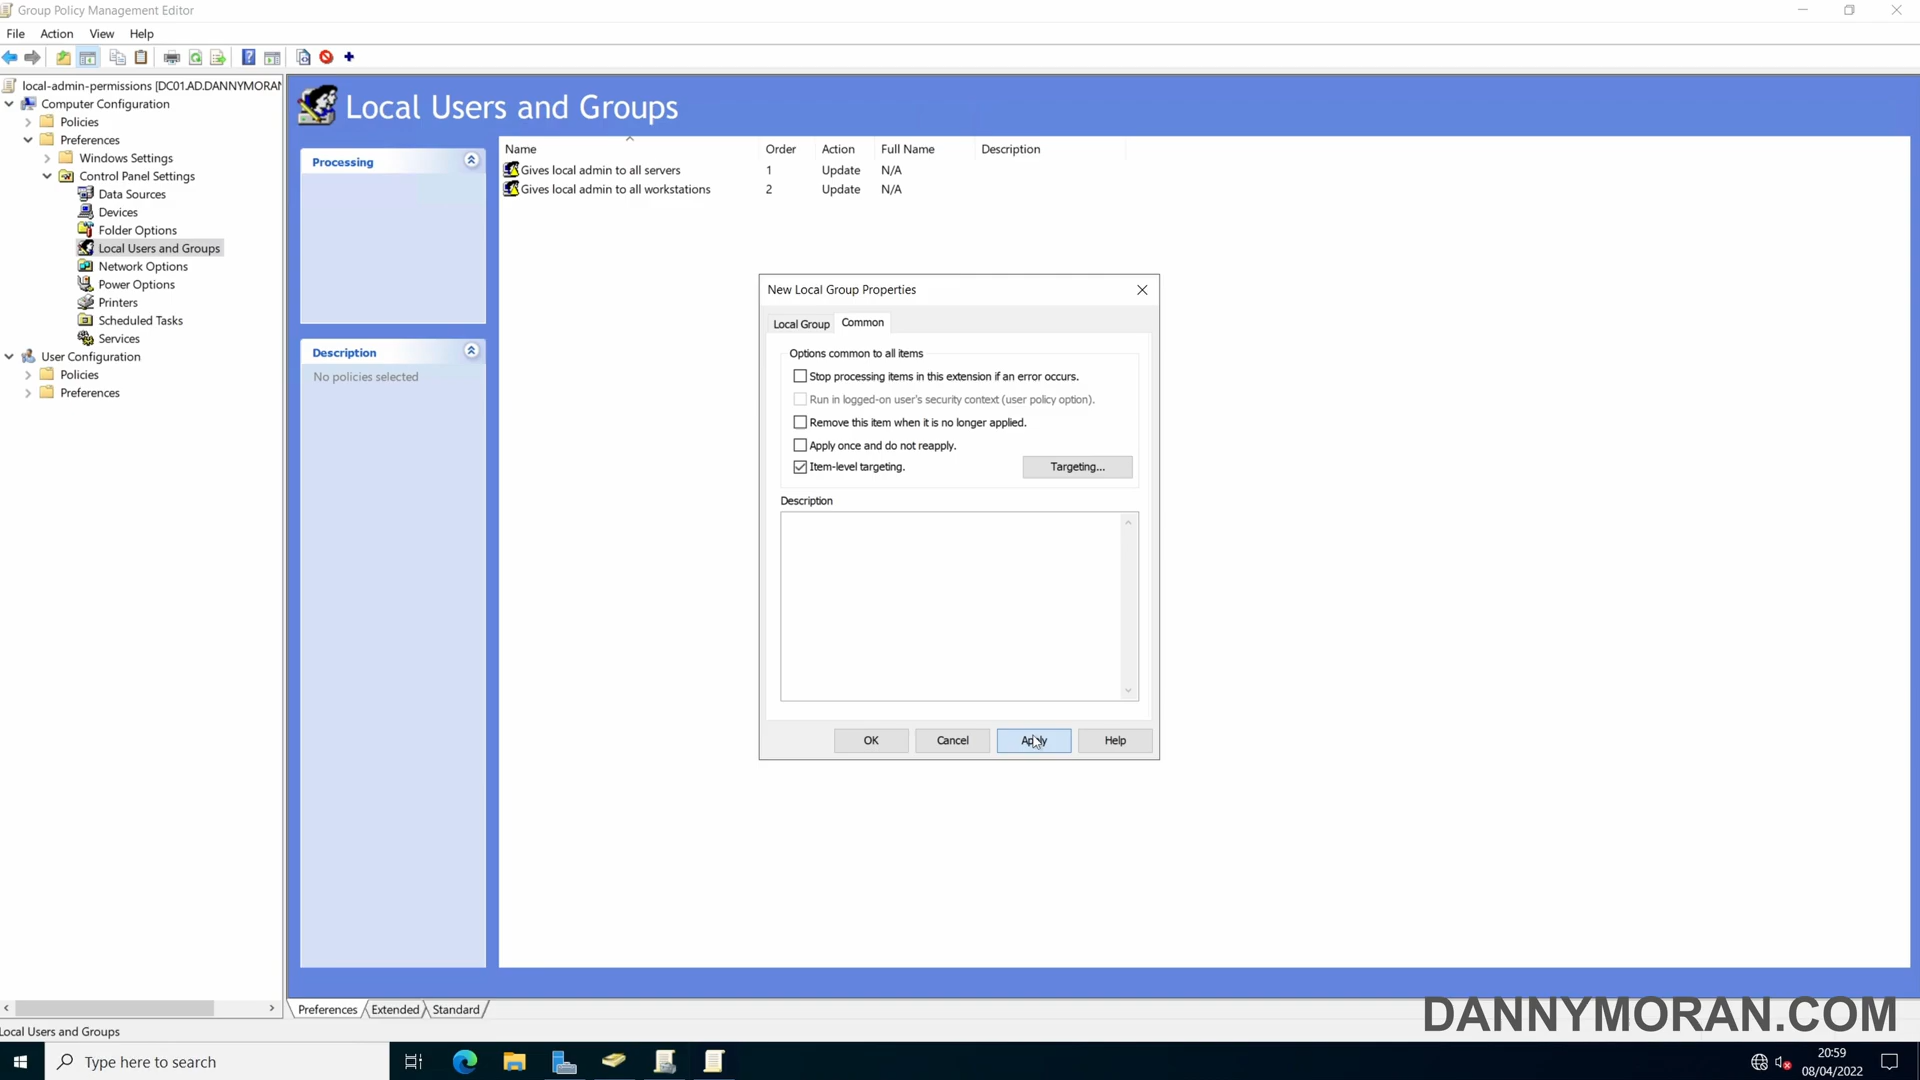 Group Policy Management Editor
File Action View Help
local-admin-permissions [DC01.AD.DANNYMORAN
Computer Configuration
Policies
Preferences
Windows Settings
Control Panel Settings
Data Sources
Devices
Folder Options
Local Users and Groups
Network Options
Power Options
Printers
Scheduled Tasks
Services
User Configuration
Policies
Preferences
Local Users and Groups
Processing
Description
No policies selected
Name Order Action Full Name Description
Gives local admin to all servers 1 Update N/A
Gives local admin to all workstations 2 Update N/A
New Local Group Properties
Local Group Common
Options common to all items
Stop processing items in this extension if an error occurs.
Run in logged-on user's security context (user policy option).
Remove this item when it is no longer applied.
Apply once and do not reapply.
Item-level targeting. Targeting...
Description
OK Cancel Apply Help
Preferences Extended Standard
DANNYMORAN.COM
Local Users and Groups
Type here to search
20:59
08/04/2022